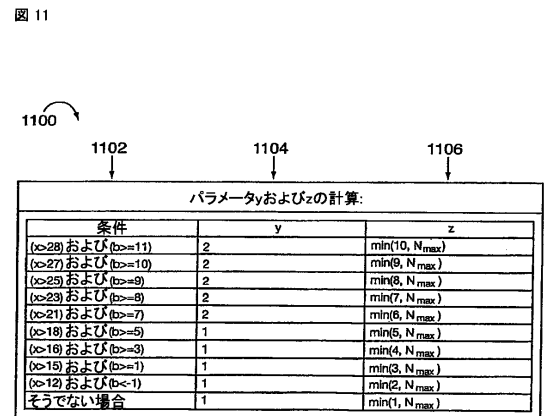 図 11
1100
1102 1104 1106
パラメータyおよびzの計算:
条件 y z
(x>28)および(b>=11) 2 min(10, Nmax)
(x>27)および(b>=10) 2 min(9, Nmax)
(x>25)および(b>=9) 2 min(8, Nmax)
(x>23)および(b>=8) 2 min(7, Nmax)
(x>21)および(b>=7) 2 min(6, Nmax)
(x>18)および(b>=5) 1 min(5, Nmax)
(x>16)および(b>=3) 1 min(4, Nmax)
(x>15)および(b>=1) 1 min(3, Nmax)
(x>12)および(b<-1) 1 min(2, Nmax)
そうでない場合 1 min(1, Nmax)